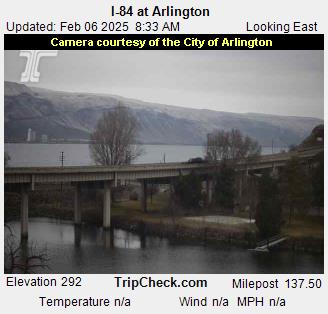 I-84 at Arlington
Updated: Feb 06 2025 8:33 AM Looking East
Camera courtesy of the City of Arlington
Elevation 292 TripCheck.com Milepost 137.50
Temperature n/a Wind n/a MPH n/a